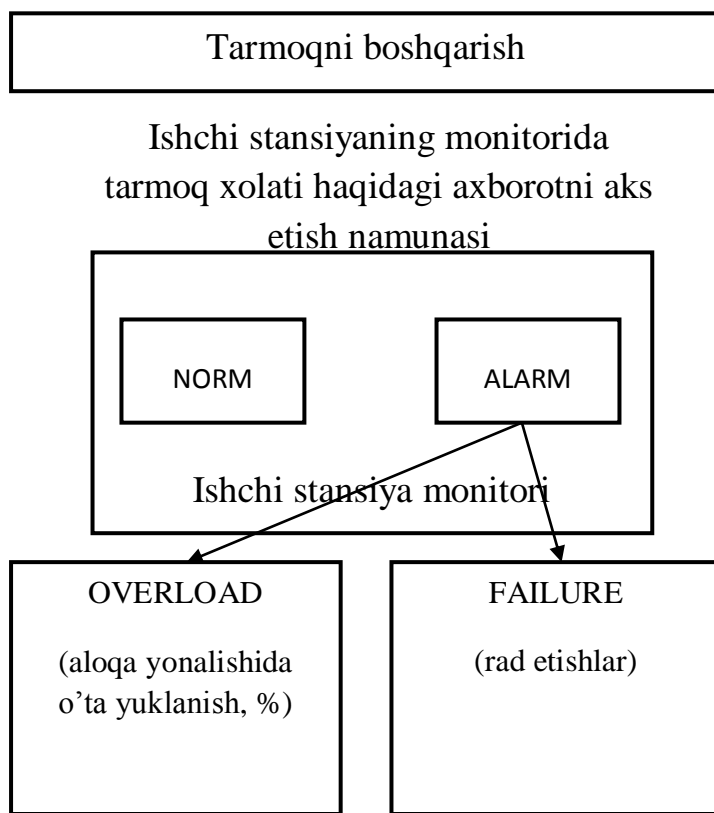 Tarmoqni boshqarish
Ishchi stansiyaning monitorida
tarmoq xolati haqidagi axborotni aks
etish namunasi
NORM
ALARM
Ishchi stansiya monitori
OVERLOAD
(aloqa yonalishida
o’ta yuklanish, %)
FAILURE
(rad etishlar)